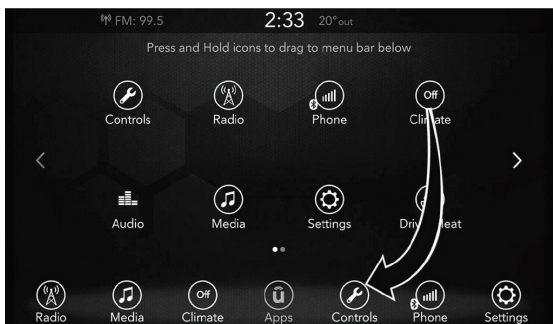 FM: 99.5 2:33 20°out
Press and Hold icons to drag to menu bar below
Controls Radio Phone Off Climate
Audio Media Settings
Radio Media Off Climate û Apps Controls Phone Settings